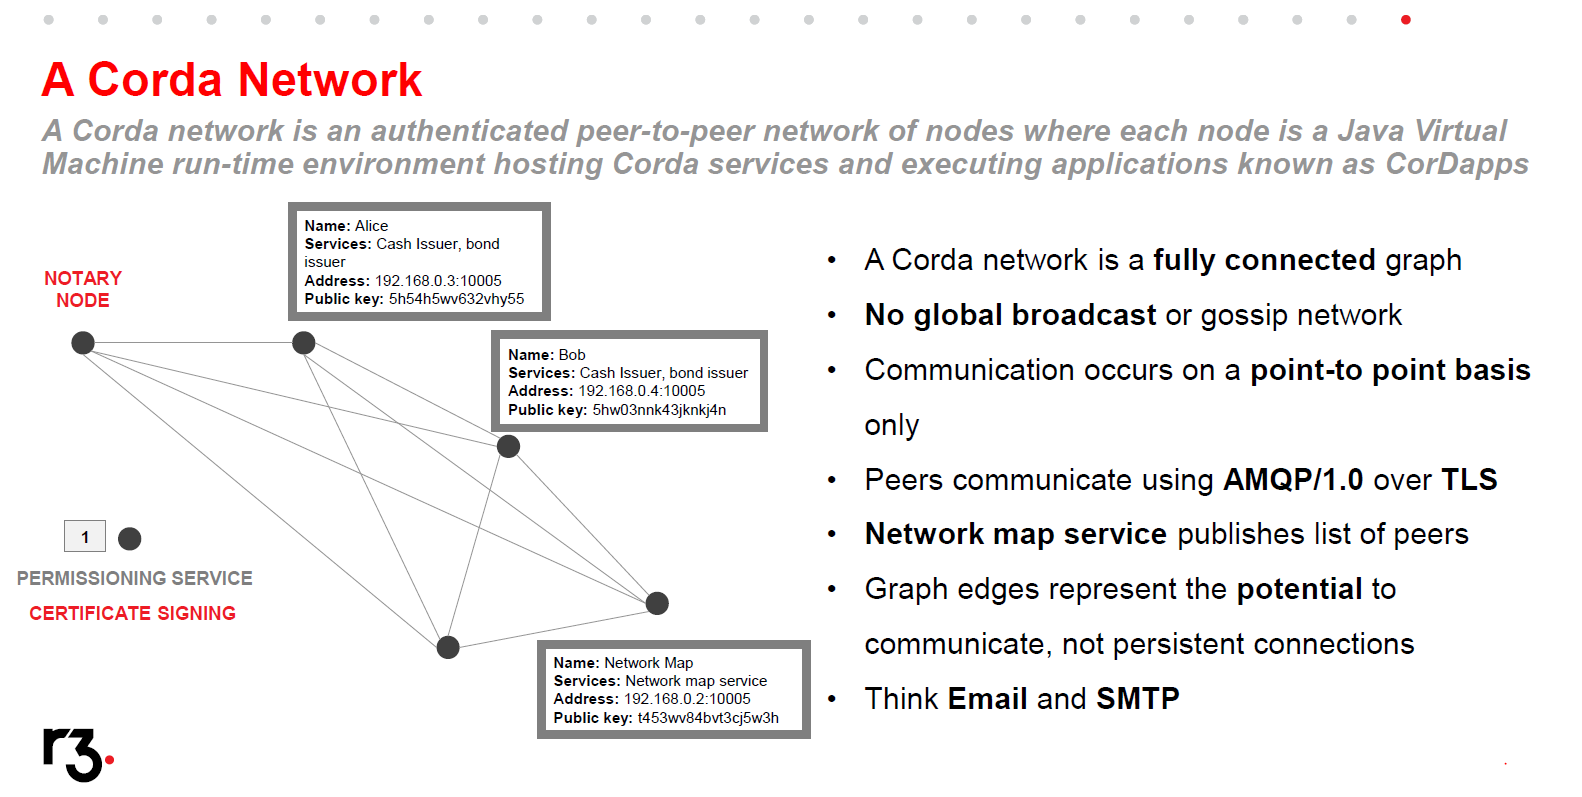 A Corda Network
A Corda network is an authenticated peer-to-peer network of nodes where each node is a Java Virtual
Machine run-time environment hosting Corda services and executing applications known as CorDapps
Name: Alice
Services: Cash Issuer, bond
issuer
Address: 192.168.0.3:10005
Public key: 5h54h5wv632vhy55
NOTARY
NODE
Name: Bob
Services: Cash Issuer, bond issuer
Address: 192.168.0.4:10005
Public key: 5hw03nnk43jknkj4n
1
PERMISSIONING SERVICE
CERTIFICATE SIGNING
Name: Network Map
Services: Network map service
Address: 192.168.0.2:10005
Public key: t453wv84bvt3cj5w3h
• A Corda network is a fully connected graph
• No global broadcast or gossip network
• Communication occurs on a point-to point basis
only
• Peers communicate using AMQP/1.0 over TLS
• Network map service publishes list of peers
• Graph edges represent the potential to
communicate, not persistent connections
• Think Email and SMTP
r3.